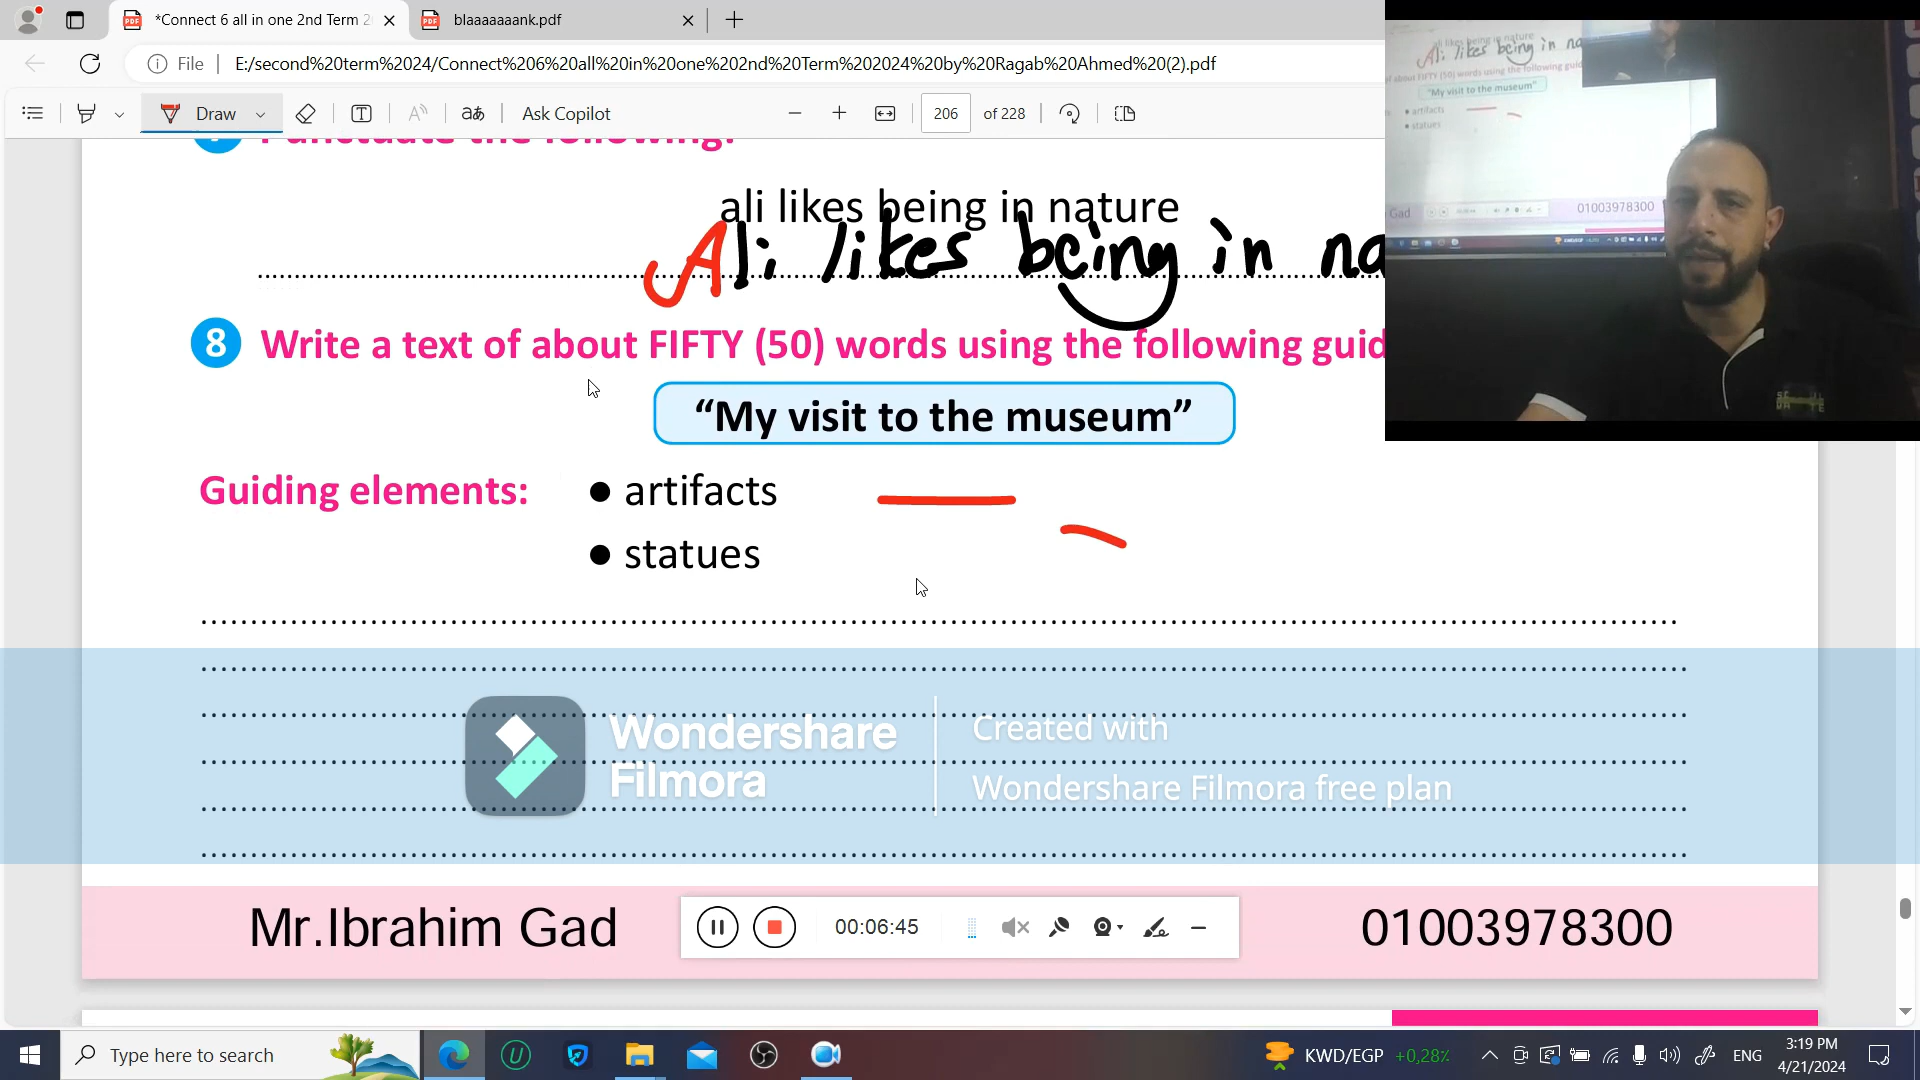 *Connect 6 all in one 2nd Term 2
blaaaaaaank.pdf
File
E:/second%20term%2024/Connect%206%20all%20in%20one%202nd%20Term%202024%20by%20Ragab%20Ahmed%20(2).pdf
Draw
Ask Copilot
206 of 228
Punctuate the following:
ali likes being in nature
Ali likes being in na
8 Write a text of about FIFTY (50) words using the following guid
"My visit to the museum"
Guiding elements:
● artifacts
● statues
Wondershare
Filmora
Created with
Wondershare Filmora free plan
Mr.Ibrahim Gad
00:06:45
01003978300
Type here to search
KWD/EGP +0,28%
ENG
3:19 PM
4/21/2024